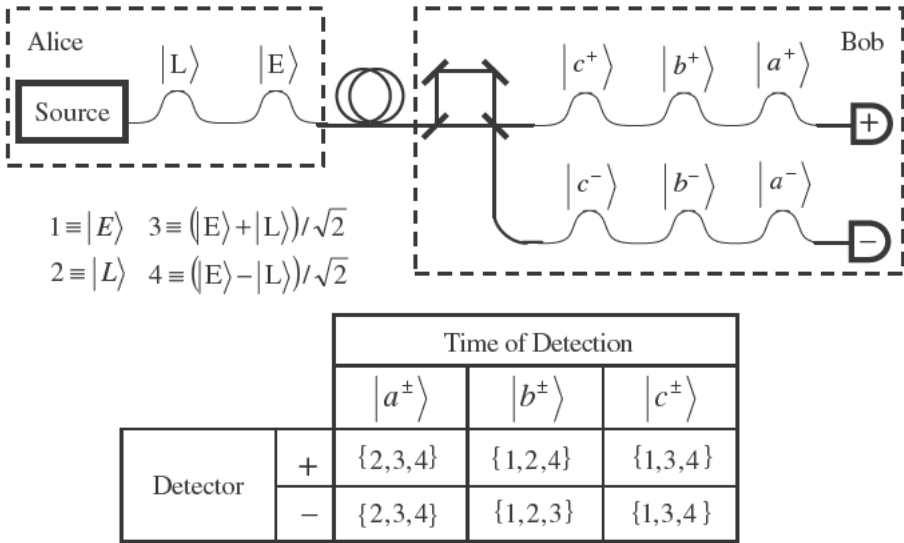 Alice
Bob
|L⟩ |E⟩
|c⁺⟩ |b⁺⟩ |a⁺⟩
Source
+
|c⁻⟩ |b⁻⟩ |a⁻⟩
−
1≡|E⟩ 3≡(|E⟩+|L⟩)/√2
2≡|L⟩ 4≡(|E⟩−|L⟩)/√2
Time of Detection
|a±⟩ |b±⟩ |c±⟩
Detector
+ {2,3,4} {1,2,4} {1,3,4}
− {2,3,4} {1,2,3} {1,3,4}